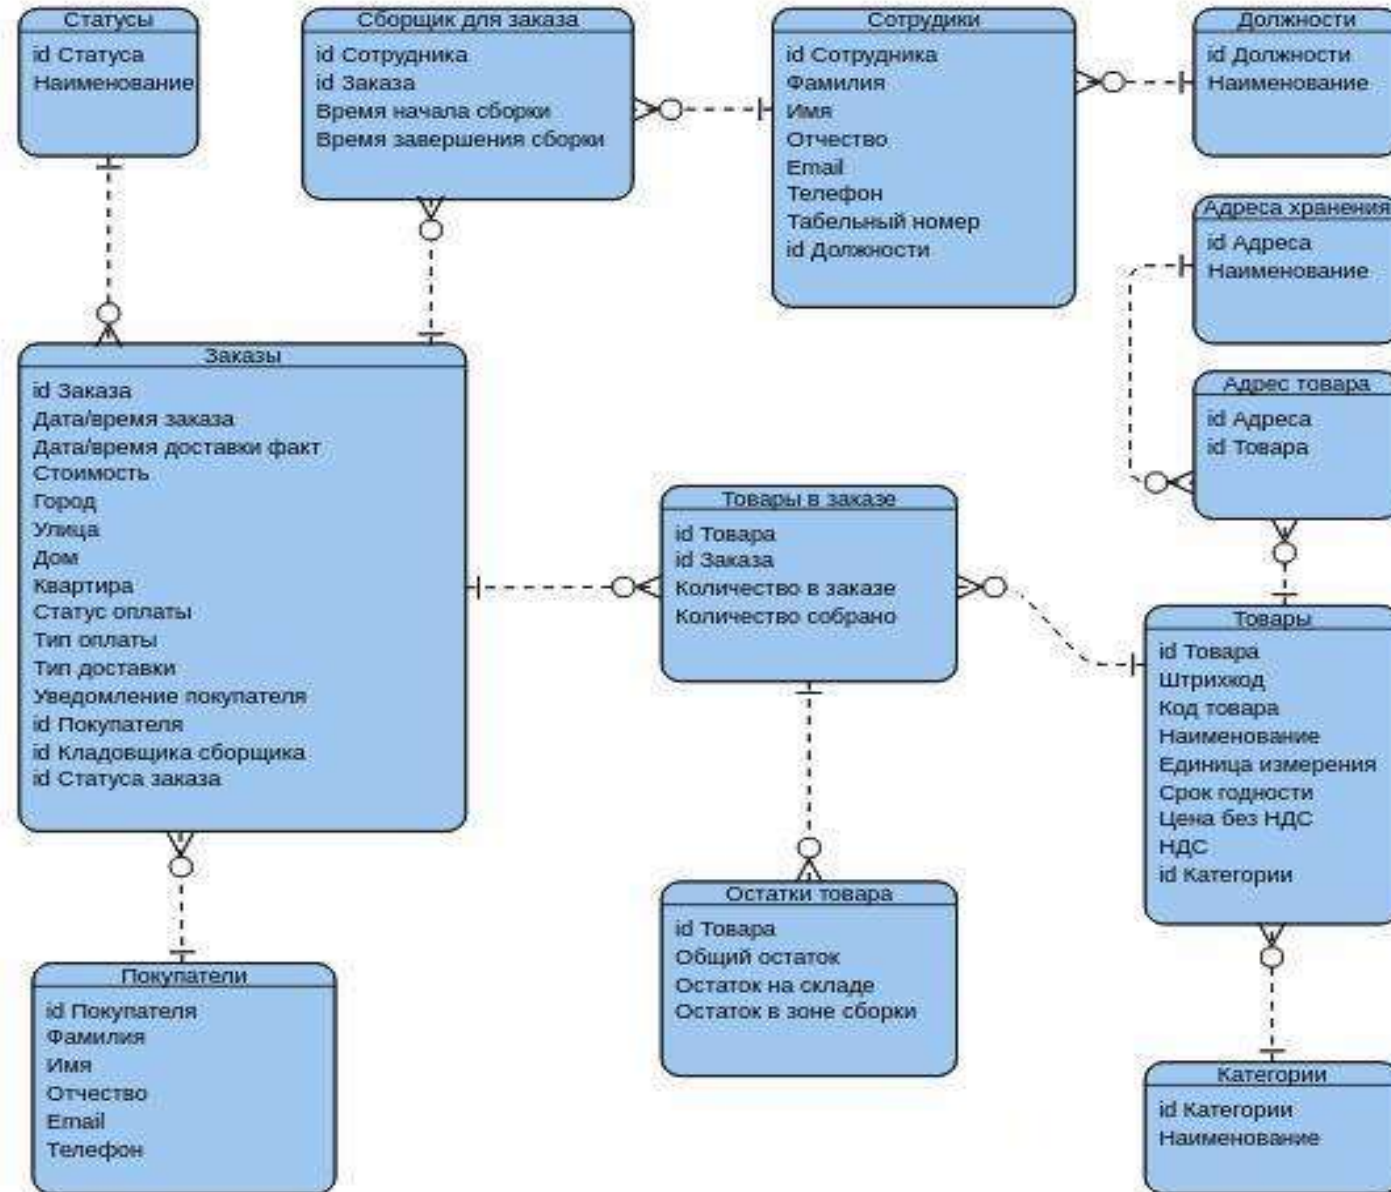 Статусы
id Статуса
Наименование
Сборщик для заказа
id Сотрудника
id Заказа
Время начала сборки
Время завершения сборки
Сотрудики
id Сотрудника
Фамилия
Имя
Отчество
Email
Телефон
Табельный номер
id Должности
Должности
id Должности
Наименование
Адреса хранения
id Адреса
Наименование
Адрес товара
id Адреса
id Товара
Заказы
id Заказа
Дата/время заказа
Дата/время доставки факт
Стоимость
Город
Улица
Дом
Квартира
Статус оплаты
Тип оплаты
Тип доставки
Уведомление покупателя
id Покупателя
id Кладовщика сборщика
id Статуса заказа
Товары в заказе
id Товара
id Заказа
Количество в заказе
Количество собрано
Товары
id Товара
Штрихкод
Код товара
Наименование
Единица измерения
Срок годности
Цена без НДС
НДС
id Категории
Остатки товара
id Товара
Общий остаток
Остаток на складе
Остаток в зоне сборки
Покупатели
id Покупателя
Фамилия
Имя
Отчество
Email
Телефон
Категории
id Категории
Наименование